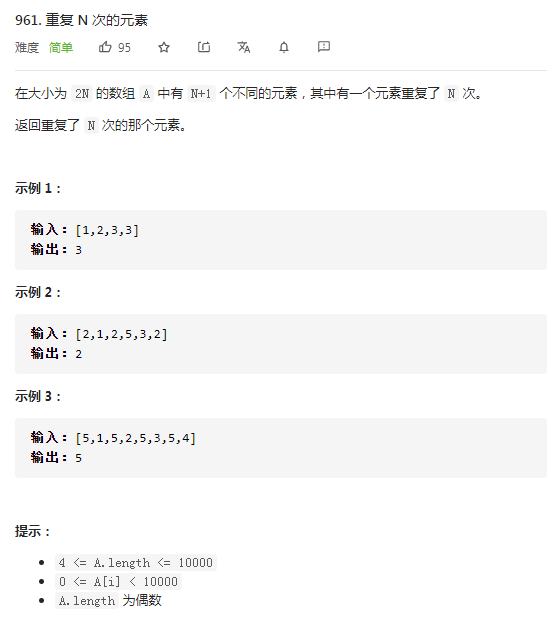 961. 重复 N 次的元素
难度 简单 95
在大小为 2N 的数组 A 中有 N+1 个不同的元素，其中有一个元素重复了 N 次。
返回重复了 N 次的那个元素。
示例 1：
输入：[1,2,3,3]
输出：3
示例 2：
输入：[2,1,2,5,3,2]
输出：2
示例 3：
输入：[5,1,5,2,5,3,5,4]
输出：5
提示：
4 <= A.length <= 10000
0 <= A[i] < 10000
A.length 为偶数